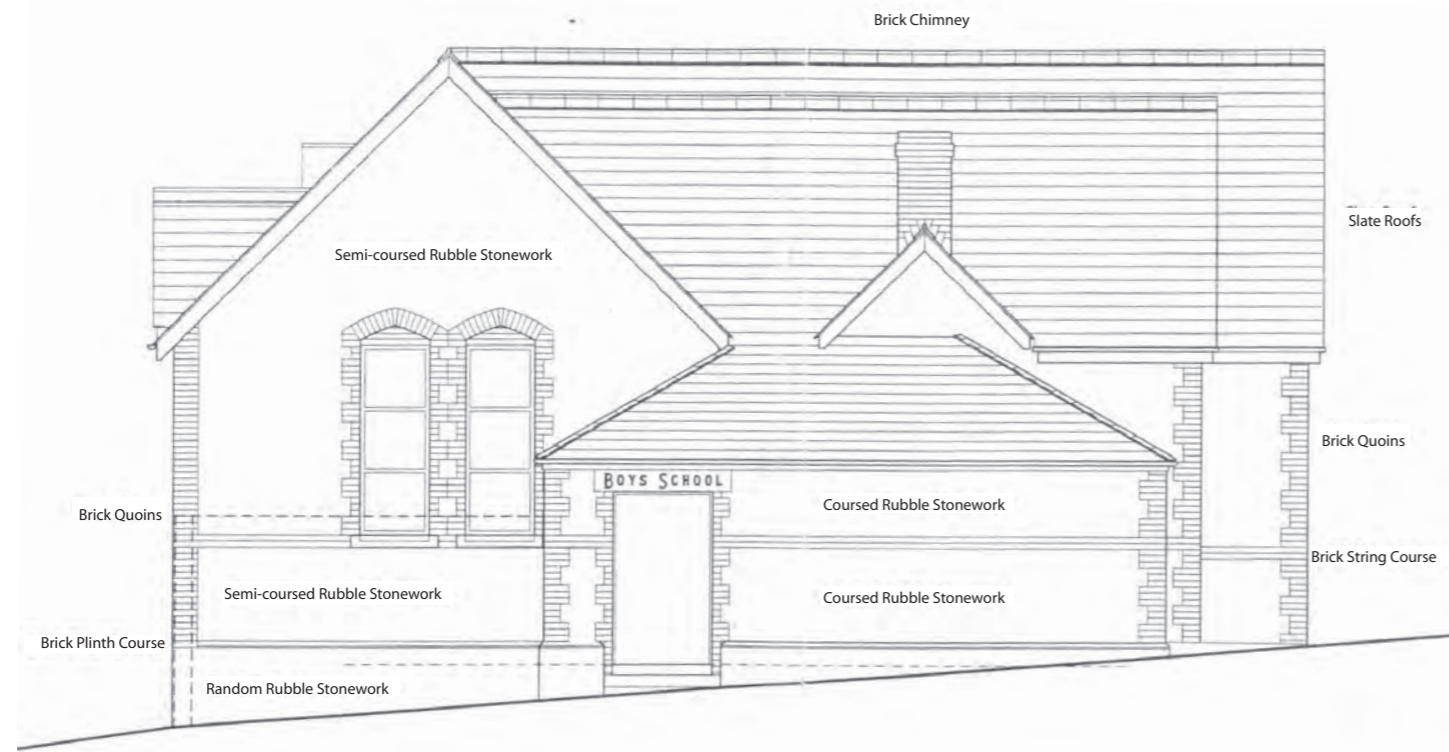 Brick Chimney
Slate Roofs
Semi-coursed Rubble Stonework
Brick Quoins
BOYS SCHOOL
Coursed Rubble Stonework
Brick Quoins
Brick String Course
Semi-coursed Rubble Stonework
Coursed Rubble Stonework
Brick Plinth Course
Random Rubble Stonework